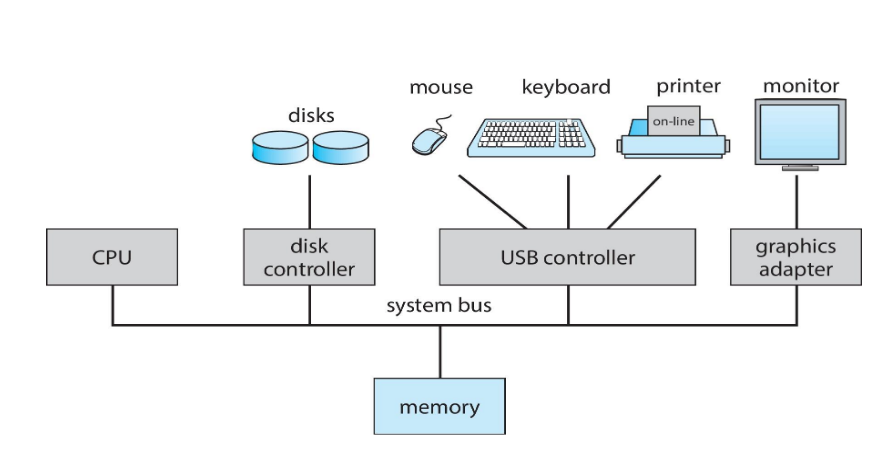 mouse
keyboard
printer
monitor
disks
on-line
CPU
disk
controller
USB controller
graphics
adapter
system bus
memory